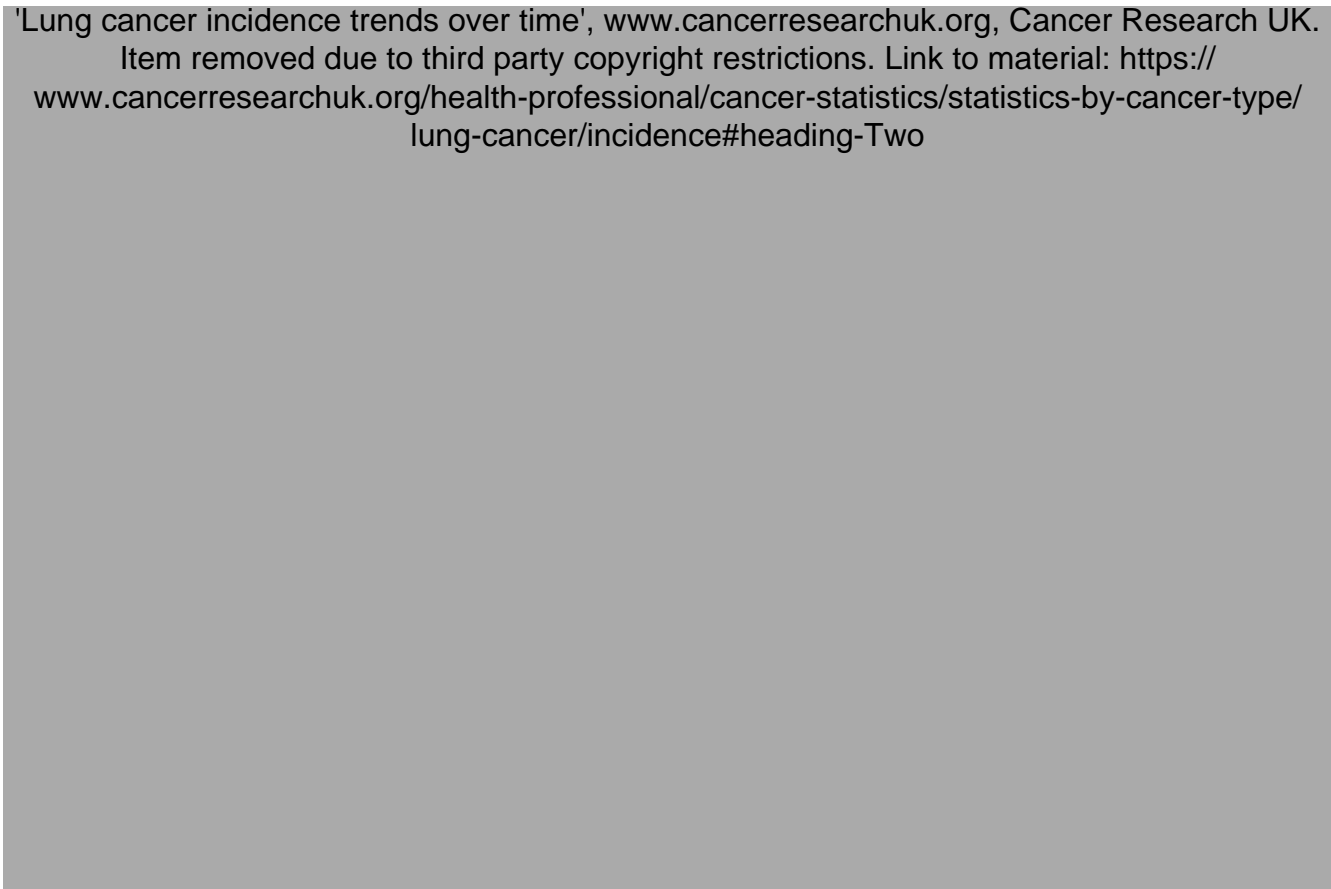 'Lung cancer incidence trends over time', www.cancerresearchuk.org, Cancer Research UK.
Item removed due to third party copyright restrictions. Link to material: https://
www.cancerresearchuk.org/health-professional/cancer-statistics/statistics-by-cancer-type/
lung-cancer/incidence#heading-Two